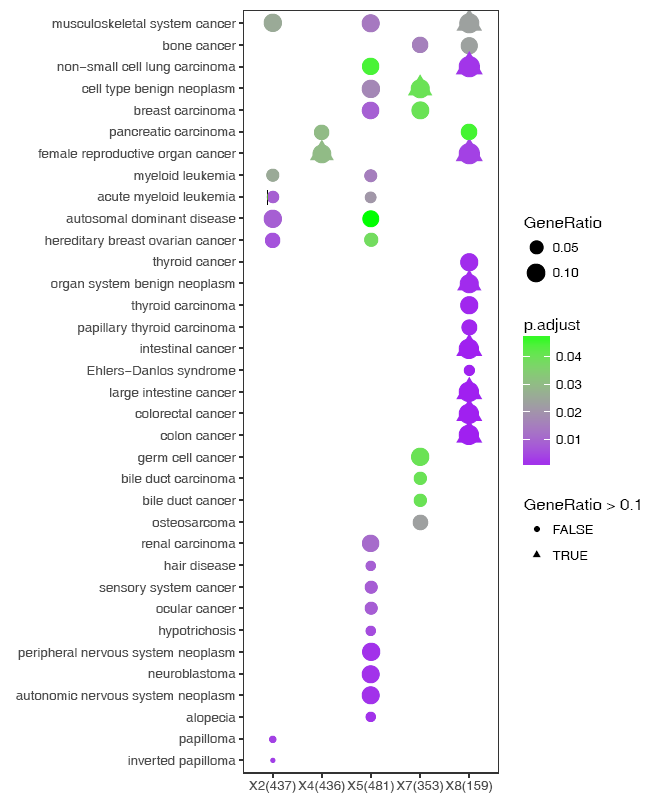 musculoskeletal system cancer
bone cancer
non−small cell lung carcinoma
cell type benign neoplasm
breast carcinoma
pancreatic carcinoma
female reproductive organ cancer
myeloid leukemia
acute myeloid leukemia
autosomal dominant disease
hereditary breast ovarian cancer
thyroid cancer
organ system benign neoplasm
thyroid carcinoma
papillary thyroid carcinoma
intestinal cancer
Ehlers−Danlos syndrome
large intestine cancer
colorectal cancer
colon cancer
germ cell cancer
bile duct carcinoma
bile duct cancer
osteosarcoma
renal carcinoma
hair disease
sensory system cancer
ocular cancer
hypotrichosis
peripheral nervous system neoplasm
neuroblastoma
autonomic nervous system neoplasm
alopecia
papilloma
inverted papilloma
X2(437) X4(436) X5(481) X7(353) X8(159)
GeneRatio
0.05
0.10
p.adjust
0.04
0.03
0.02
0.01
GeneRatio > 0.1
FALSE
TRUE